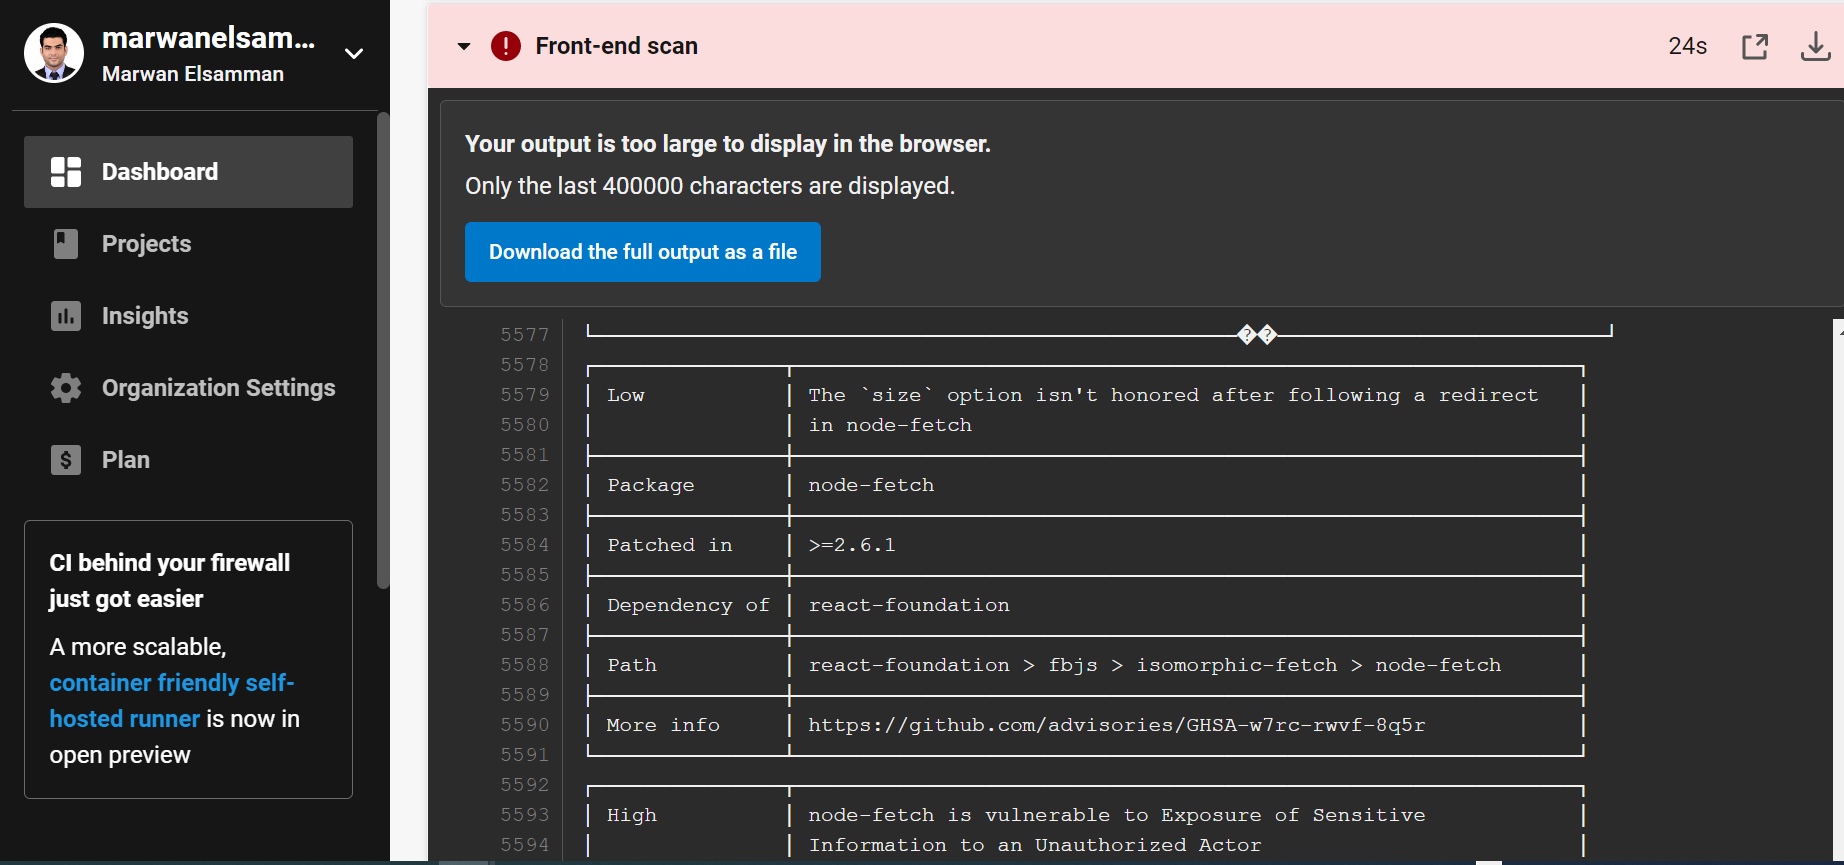 marwanelsam...
Marwan Elsamman
Dashboard
Projects
Insights
Organization Settings
Plan
CI behind your firewall
just got easier
A more scalable,
container friendly self-
hosted runner is now in
open preview
Front-end scan
24s
Your output is too large to display in the browser.
Only the last 400000 characters are displayed.
Download the full output as a file
5577
5578
5579 Low The `size` option isn't honored after following a redirect
5580 in node-fetch
5581
5582 Package node-fetch
5583
5584 Patched in >=2.6.1
5585
5586 Dependency of react-foundation
5587
5588 Path react-foundation > fbjs > isomorphic-fetch > node-fetch
5589
5590 More info https://github.com/advisories/GHSA-w7rc-rwvf-8q5r
5591
5592
5593 High node-fetch is vulnerable to Exposure of Sensitive
5594 Information to an Unauthorized Actor